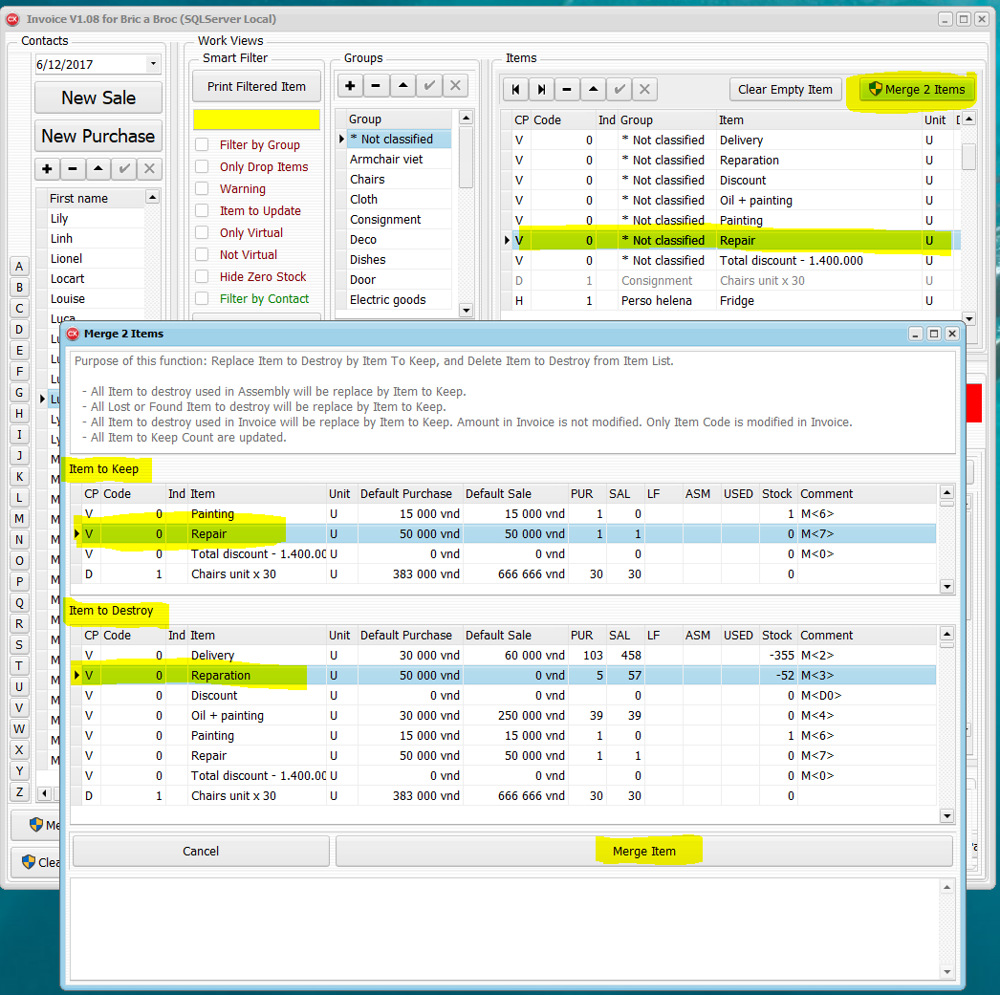 Invoice V1.08 for Bric a Broc (SQLServer Local)
Contacts
6/12/2017
New Sale
New Purchase
First name
Lily
Linh
Lionel
Locart
Louise
Luca
A
B
C
D
E
F
G
H
I
J
K
L
M
N
O
P
Q
R
S
T
U
V
W
X
Y
Z
Work Views
Smart Filter
Print Filtered Item
Filter by Group
Only Drop Items
Warning
Item to Update
Only Virtual
Not Virtual
Hide Zero Stock
Filter by Contact
Groups
Group
* Not classified
Armchair viet
Chairs
Cloth
Consignment
Deco
Dishes
Door
Electric goods
Items
Clear Empty Item
Merge 2 Items
CP Code Ind Group Item Unit
V 0 * Not classified Delivery U
V 0 * Not classified Reparation U
V 0 * Not classified Discount U
V 0 * Not classified Oil + painting U
V 0 * Not classified Painting U
V 0 * Not classified Repair U
V 0 * Not classified Total discount - 1.400.000 U
D 1 Consignment Chairs unit x 30 U
H 1 Perso helena Fridge U
Merge 2 Items
Purpose of this function: Replace Item to Destroy by Item To Keep, and Delete Item to Destroy from Item List.
- All Item to destroy used in Assembly will be replace by Item to Keep.
- All Lost or Found Item to destroy will be replace by Item to Keep.
- All Item to destroy used in Invoice will be replace by Item to Keep. Amount in Invoice is not modified. Only Item Code is modified in Invoice.
- All Item to Keep Count are updated.
Item to Keep
CP Code Ind Item Unit Default Purchase Default Sale PUR SAL LF ASM USED Stock Comment
V 0 Painting U 15 000 vnd 15 000 vnd 1 0 1 M<6>
V 0 Repair U 50 000 vnd 50 000 vnd 1 1 0 M<7>
V 0 Total discount - 1.400.00 U 0 vnd 0 vnd 0 0 0 M<0>
D 1 Chairs unit x 30 U 383 000 vnd 666 666 vnd 30 30 0
Item to Destroy
CP Code Ind Item Unit Default Purchase Default Sale PUR SAL LF ASM USED Stock Comment
V 0 Delivery U 30 000 vnd 60 000 vnd 103 458 -355 M<2>
V 0 Reparation U 50 000 vnd 0 vnd 5 57 -52 M<3>
V 0 Discount U 0 vnd 0 vnd 0 0 0 M<D0>
V 0 Oil + painting U 30 000 vnd 250 000 vnd 39 39 0 M<4>
V 0 Painting U 15 000 vnd 15 000 vnd 1 0 1 M<6>
V 0 Repair U 50 000 vnd 50 000 vnd 1 1 0 M<7>
V 0 Total discount - 1.400.00 U 0 vnd 0 vnd 0 0 0 M<0>
D 1 Chairs unit x 30 U 383 000 vnd 666 666 vnd 30 30 0
Cancel
Merge Item